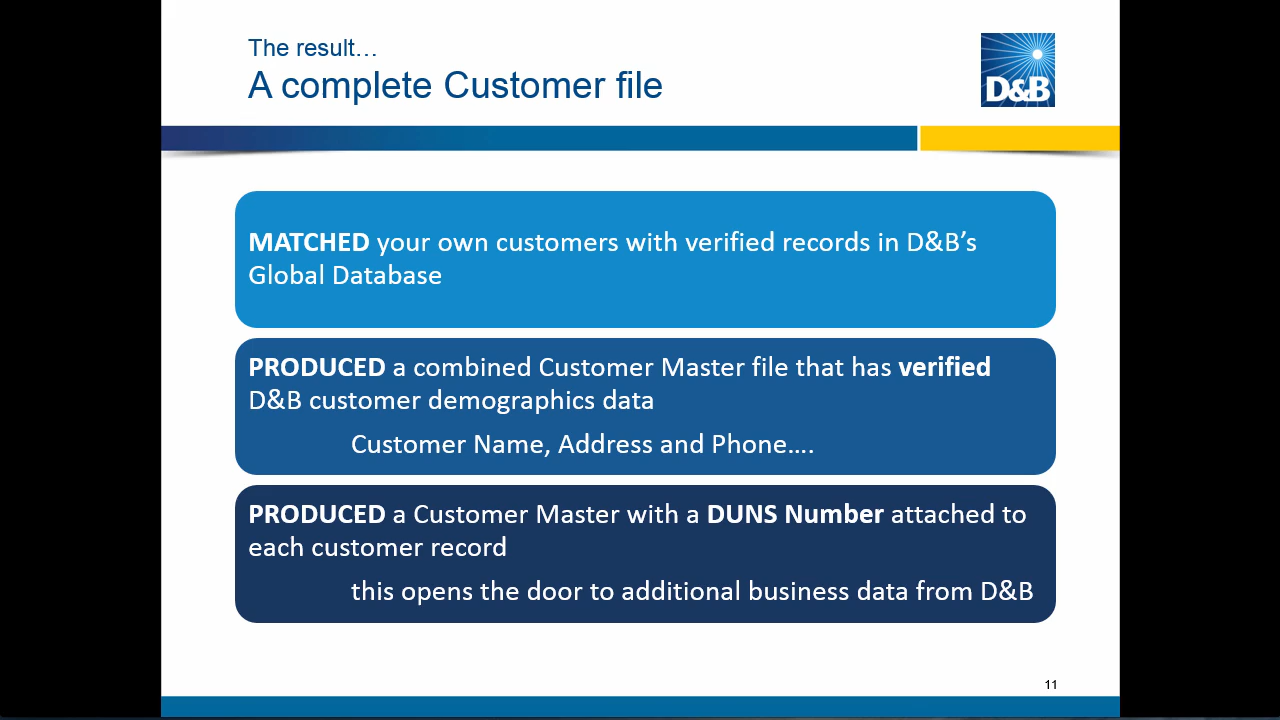 The result…
A complete Customer file
D&B
MATCHED your own customers with verified records in D&B’s
Global Database
PRODUCED a combined Customer Master file that has verified
D&B customer demographics data
Customer Name, Address and Phone….
PRODUCED a Customer Master with a DUNS Number attached to
each customer record
this opens the door to additional business data from D&B
11